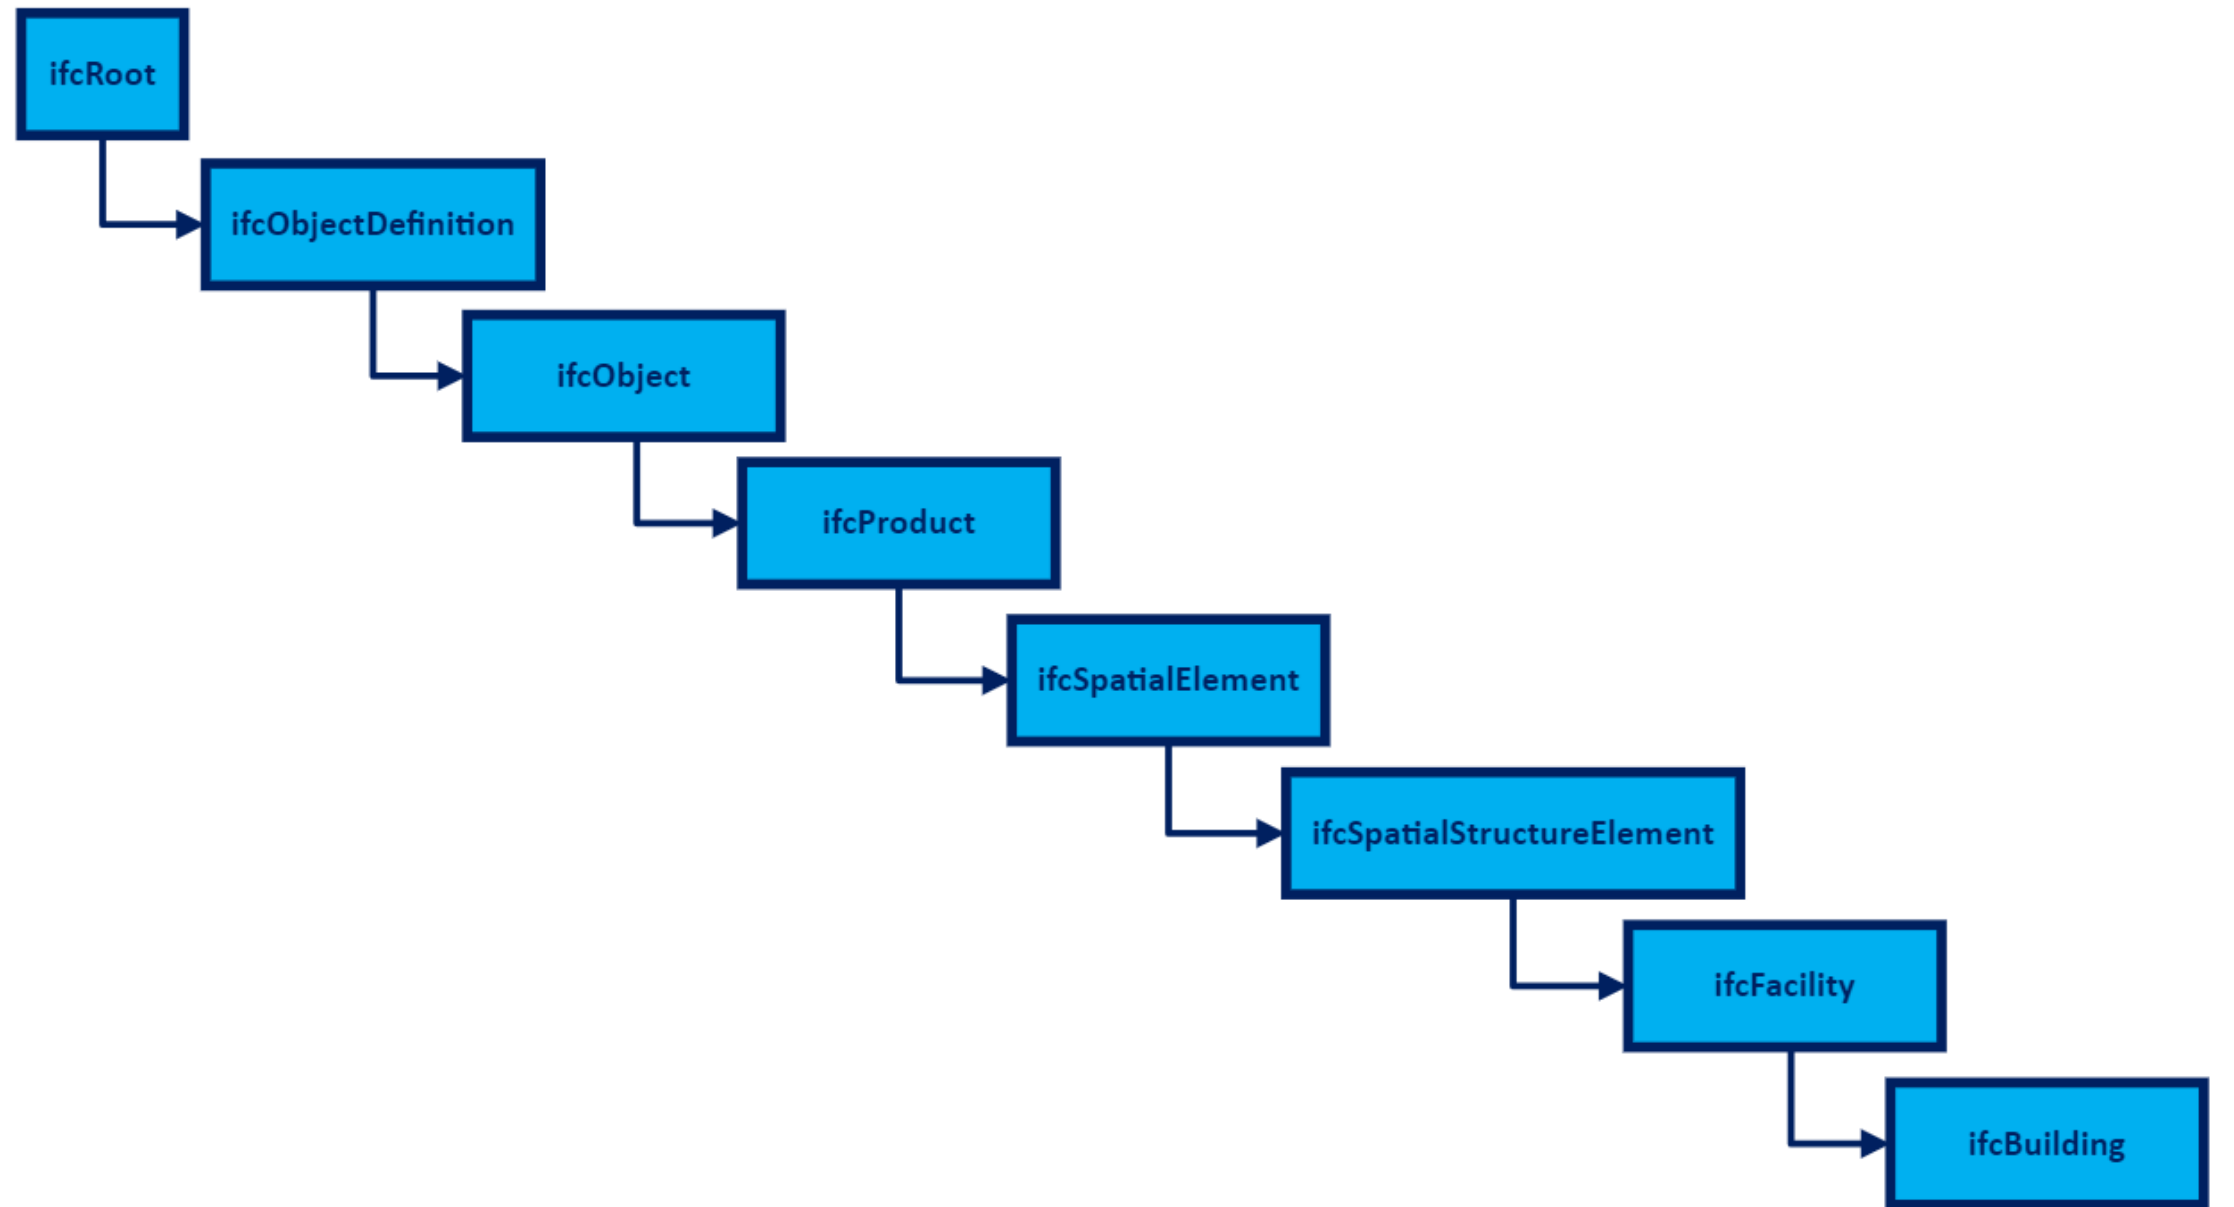 ifcRoot
ifcObjectDefinition
ifcObject
ifcProduct
ifcSpatialElement
ifcSpatialStructureElement
ifcFacility
ifcBuilding